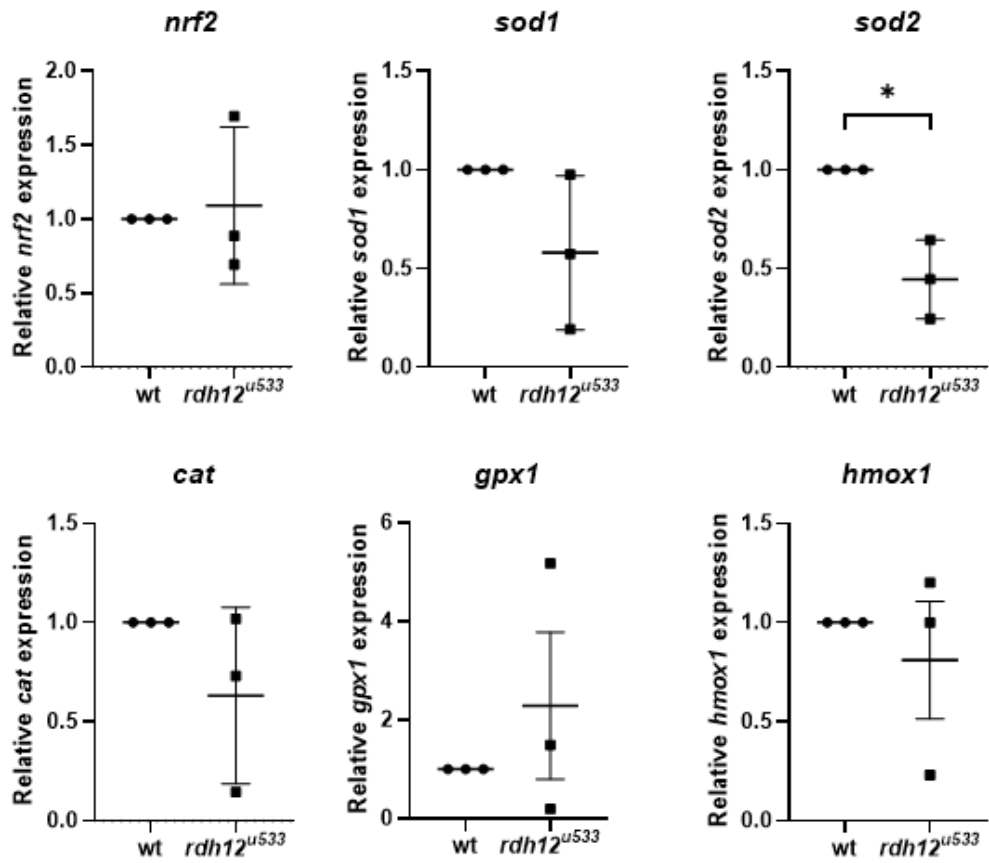 nrf2
Relative nrf2 expression
2.0
1.5
1.0
0.5
0.0
wt rdh12u533
sod1
Relative sod1 expression
1.5
1.0
0.5
0.0
wt rdh12u533
sod2
Relative sod2 expression
1.5
1.0
0.5
0.0
*
wt rdh12u533
cat
Relative cat expression
1.5
1.0
0.5
0.0
wt rdh12u533
gpx1
Relative gpx1 expression
6
4
2
0
wt rdh12u533
hmox1
Relative hmox1 expression
1.5
1.0
0.5
0.0
wt rdh12u533